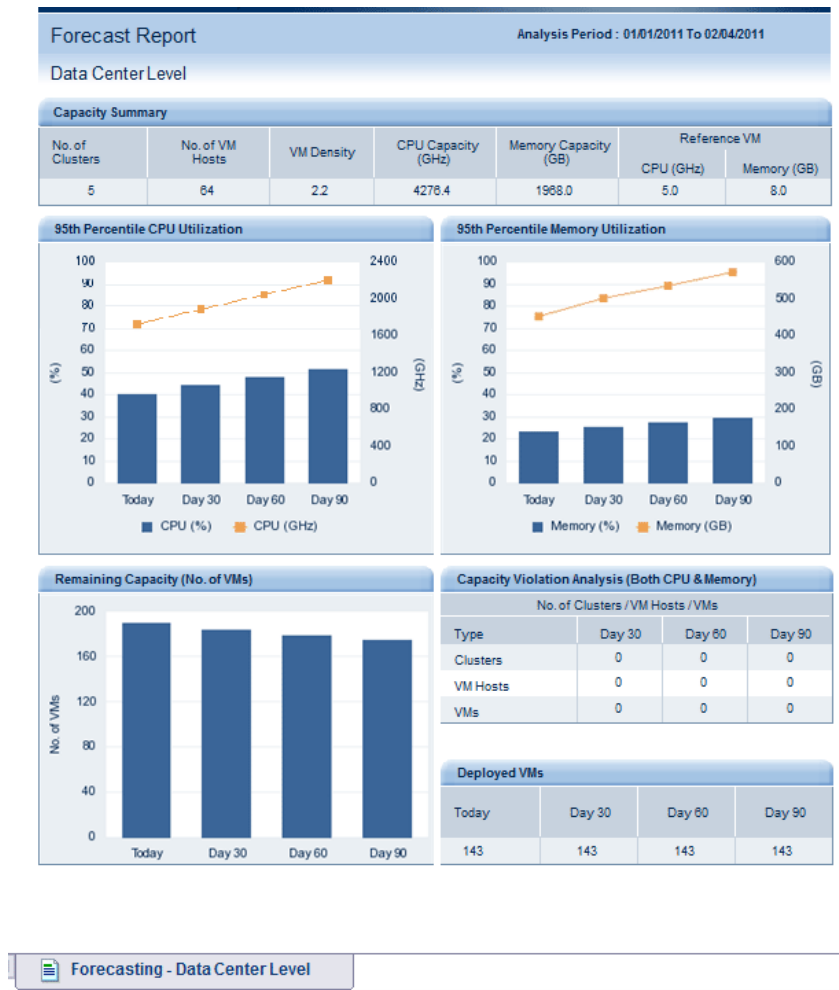 Forecast Report
Analysis Period : 01/01/2011 To 02/04/2011
Data Center Level
Capacity Summary
No. of Clusters
No. of VM Hosts
VM Density
CPU Capacity (GHz)
Memory Capacity (GB)
Reference VM
CPU (GHz)
Memory (GB)
5 64 2.2 4276.4 1968.0 5.0 8.0
95th Percentile CPU Utilization
100
90
80
70
60
50
40
30
20
10
0
(%)
2400
2000
1600
1200
800
400
0
(GHz)
Today Day 30 Day 60 Day 90
CPU (%) CPU (GHz)
95th Percentile Memory Utilization
100
90
80
70
60
50
40
30
20
10
0
(%)
600
500
400
300
200
100
0
(GB)
Today Day 30 Day 60 Day 90
Memory (%) Memory (GB)
Remaining Capacity (No. of VMs)
200
160
120
80
40
0
No. of VMs
Today Day 30 Day 60 Day 90
Capacity Violation Analysis (Both CPU & Memory)
No. of Clusters / VM Hosts / VMs
Type Day 30 Day 60 Day 90
Clusters 0 0 0
VM Hosts 0 0 0
VMs 0 0 0
Deployed VMs
Today Day 30 Day 60 Day 90
143 143 143 143
Forecasting - Data Center Level